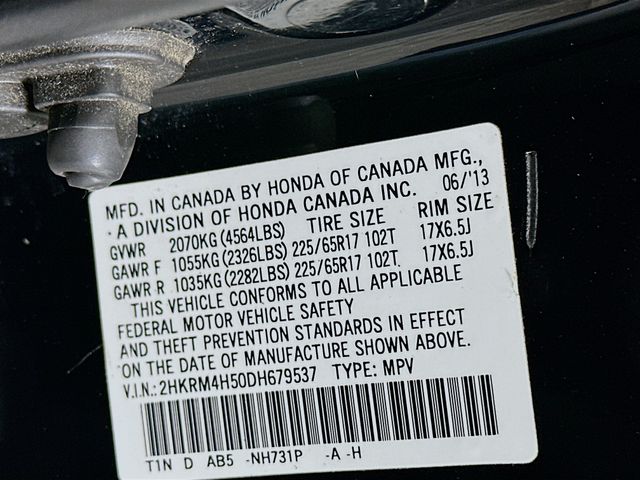 MFD. IN CANADA BY HONDA OF CANADA MFG.,
·A DIVISION OF HONDA CANADA INC. 06/'13
GVWR 2070KG(4564LBS) TIRE SIZE RIM SIZE
GAWR F 1055KG(2326LBS) 225/65R17 102T 17X6.5J
GAWR R 1035KG(2282LBS) 225/65R17 102T 17X6.5J
THIS VEHICLE CONFORMS TO ALL APPLICABLE
FEDERAL MOTOR VEHICLE SAFETY
AND THEFT PREVENTION STANDARDS IN EFFECT
ON THE DATE OF MANUFACTURE SHOWN ABOVE.
V.I.N.: 2HKRM4H50DH679537 TYPE: MPV
T1N D AB5 -NH731P -A -H